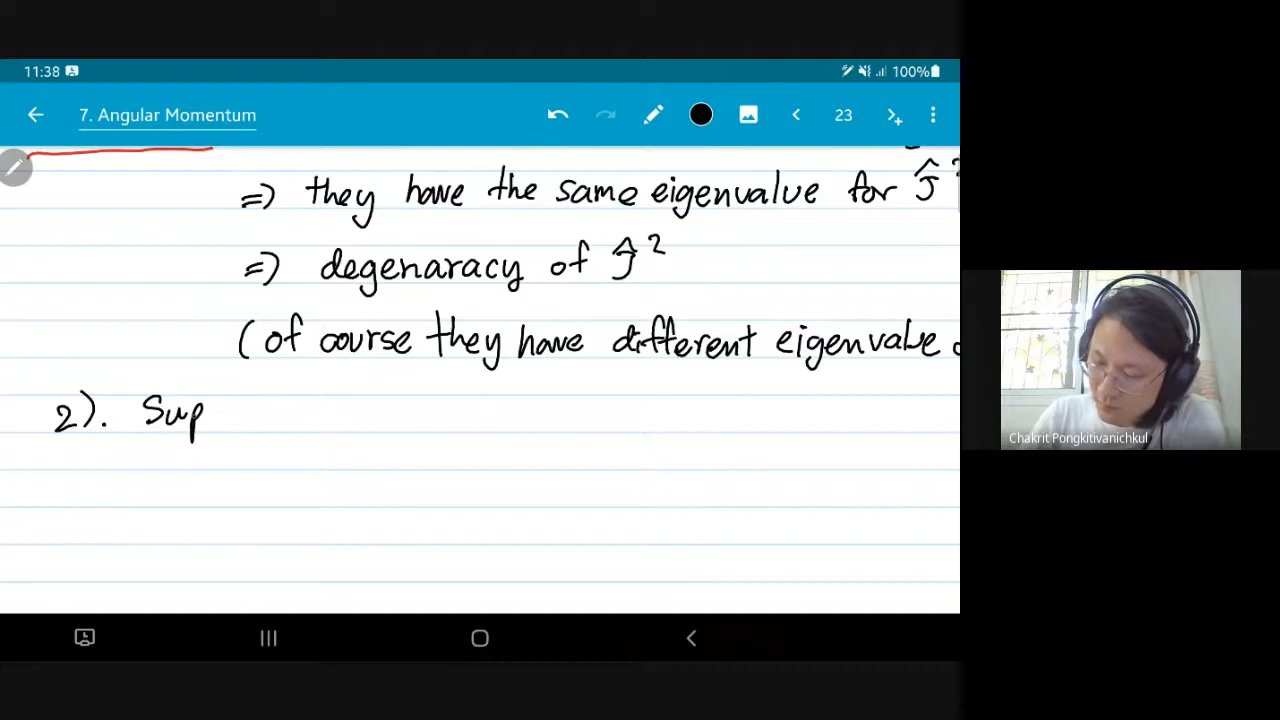 11:38 100%
7. Angular Momentum 23
=) they have the same eigenvalue for Ĵ²
=) degenaracy of Ĵ²
(of course they have different eigenvalue
2). Sup
Chakrit Pongkitivanichkul